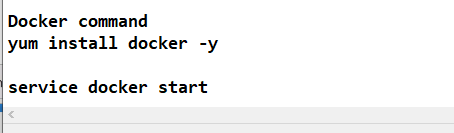 Docker command
yum install docker -y
service docker start